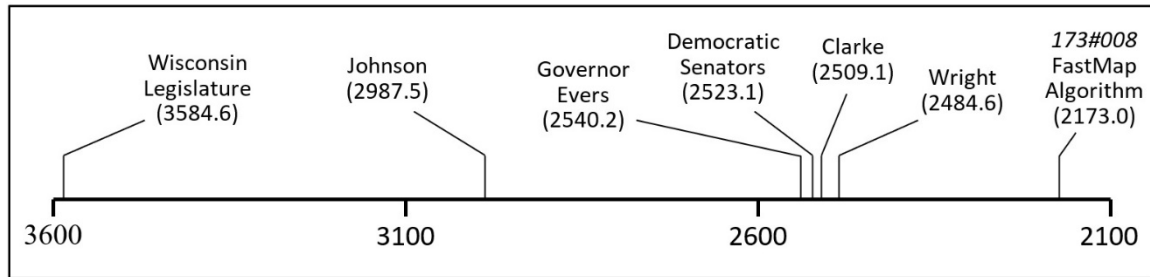 Wisconsin
Legislature
(3584.6)
Johnson
(2987.5)
Governor
Evers
(2540.2)
Democratic
Senators
(2523.1)
Clarke
(2509.1)
Wright
(2484.6)
173#008
FastMap
Algorithm
(2173.0)
3600
3100
2600
2100